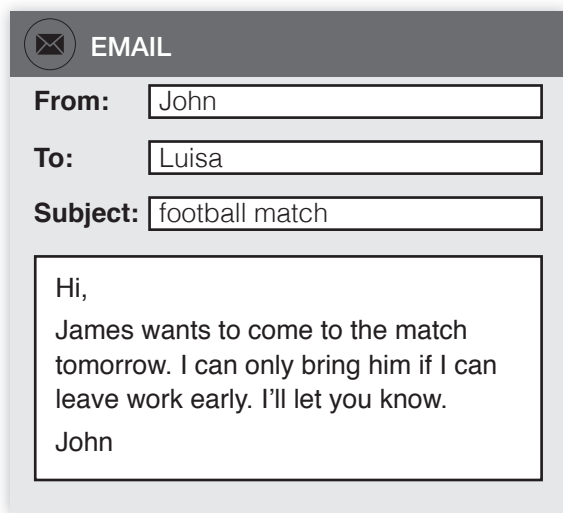 EMAIL
From: John
To: Luisa
Subject: football match
Hi,
James wants to come to the match
tomorrow. I can only bring him if I can
leave work early. I’ll let you know.
John